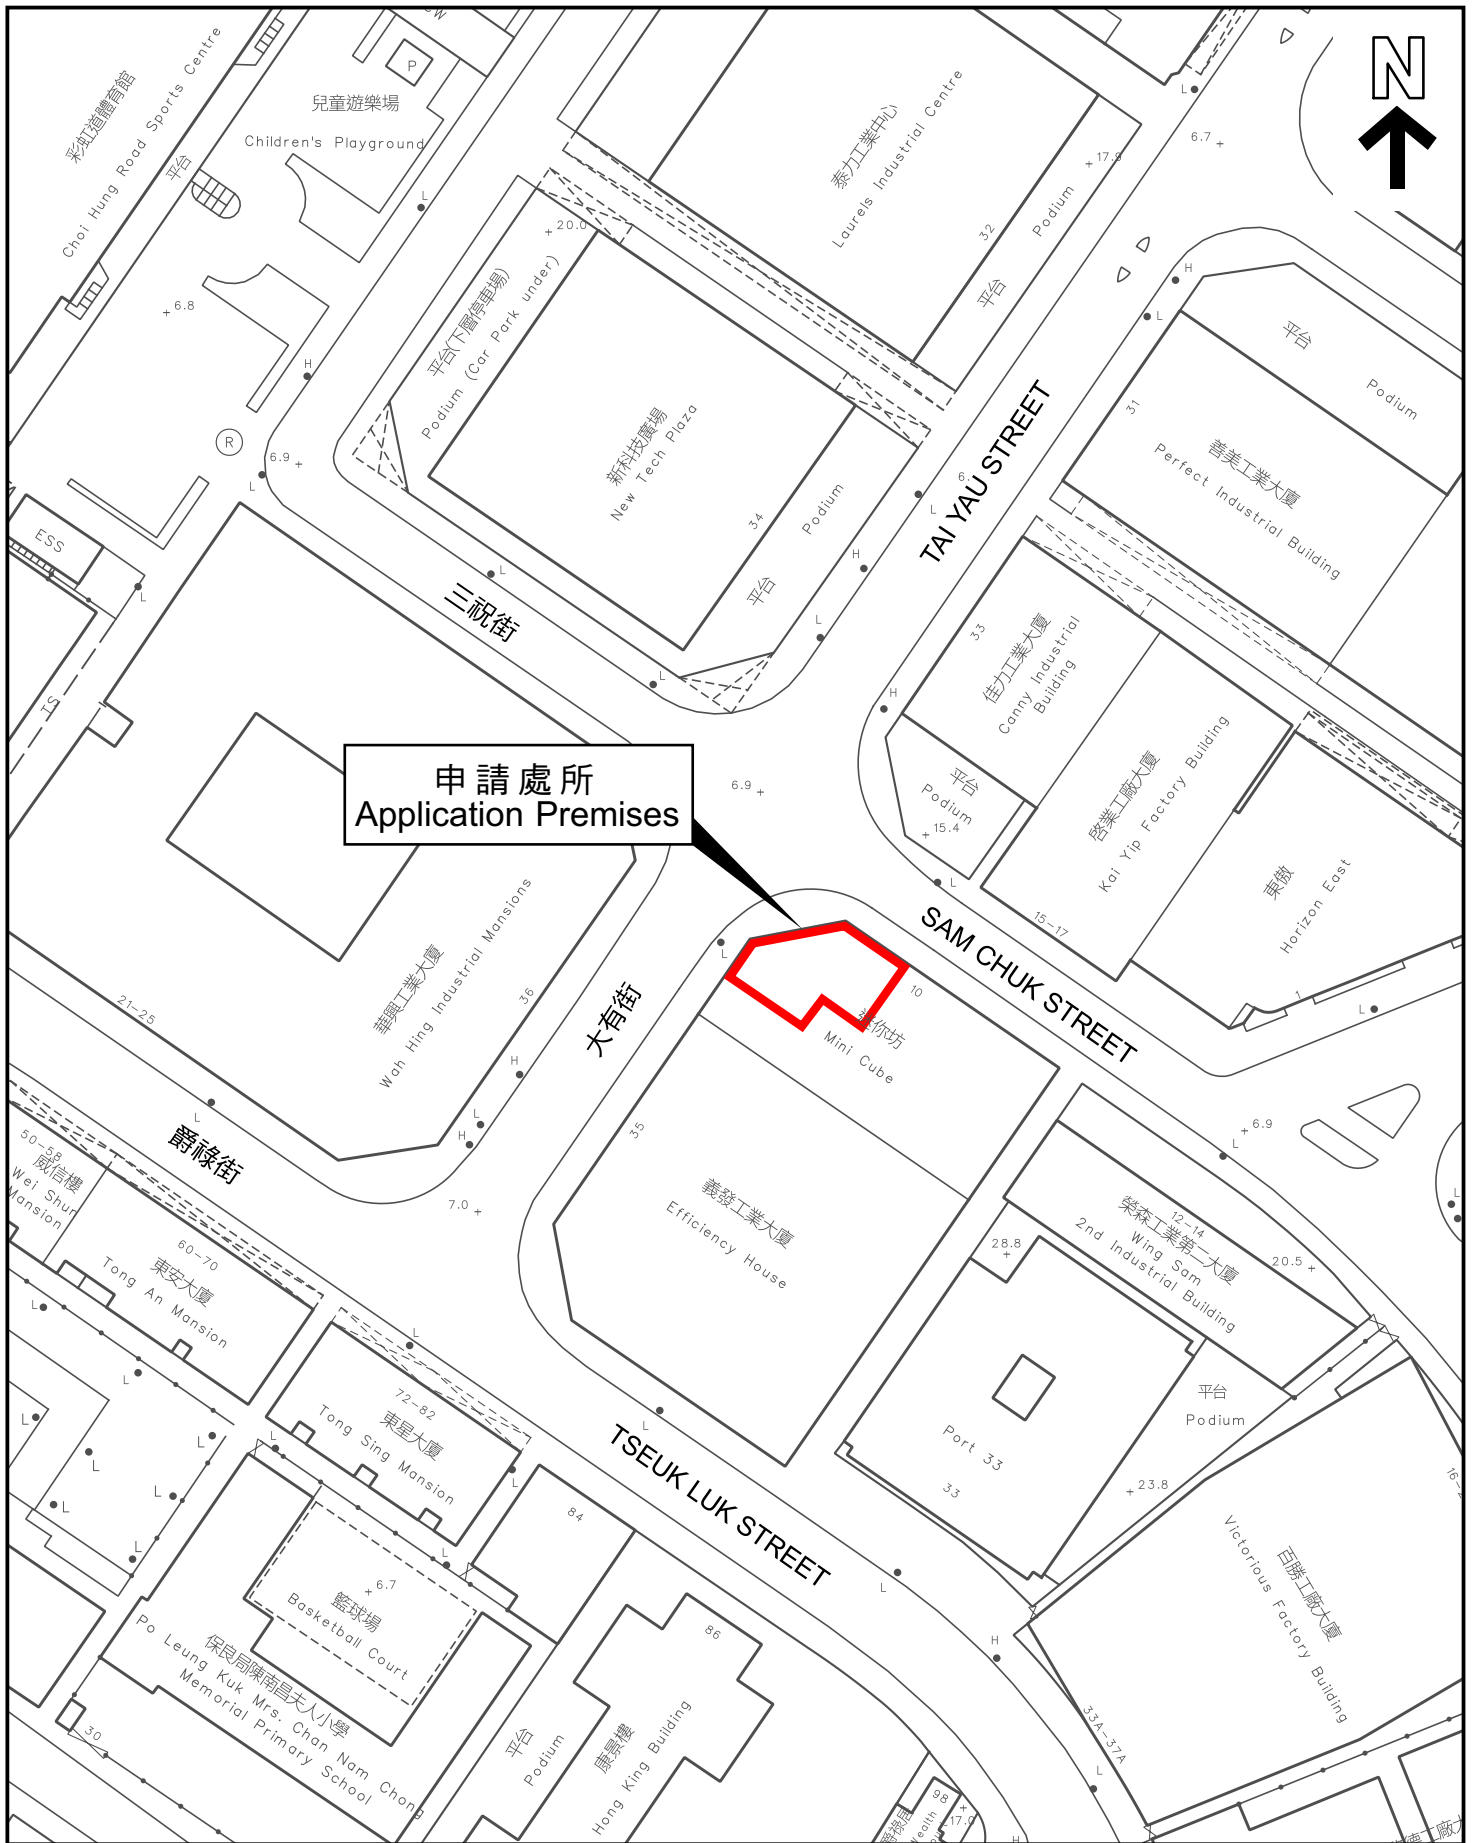 N
彩虹道體育館
Choi Hung Road Sports Centre
平台
P
兒童遊樂場
Children's Playground
L
泰力工業中心
Laurels Industrial Centre
32
17.9
Podium
平台
6.7
L
20.0
平台(下層停車場)
Podium (Car Park under)
6.8
H
H
L
平台
Podium
31
善美工業大廈
Perfect Industrial Building
TAI YAU STREET
新科技廣場
New Tech Plaza
34
Podium
平台
R
6.9
L
L
H
L
ESS
L
三祝街
L
L
33
佳力工業大廈
Canny Industrial
Building
H
平台
Podium
15.4
L
啓業工廠大廈
Kai Yip Factory Building
15-17
東傲
Horizon East
1
L
TS
申請處所
Application Premises
6.9
SAM CHUK STREET
L
10
Mini Cube
大有街
華興工業大廈
Wah Hing Industrial Mansions
36
21-25
L
H
L
H
35
義發工業大廈
Efficiency House
爵祿街
50-58
威信樓
Wei Shun
Mansion
60-70
東安大廈
Tong An Mansion
7.0
6.9
L
12-14
榮森工業第二大廈
Wing Sam
2nd Industrial Building
20.5
28.8
L
L
72-82
東星大廈
Tong Sing Mansion
L
L
TSEUK LUK STREET
L
Port 33
33
平台
Podium
23.8
百勝工廠大廈
Victorious Factory Building
84
86
6.7
籃球場
Basketball Court
保良局陳南昌夫人小學
Po Leung Kuk Mrs. Chan Nam Chong
Memorial Primary School
30
平台
Podium
康景樓
Hong King Building
L
H
33A-37A
L
98
17.0
H